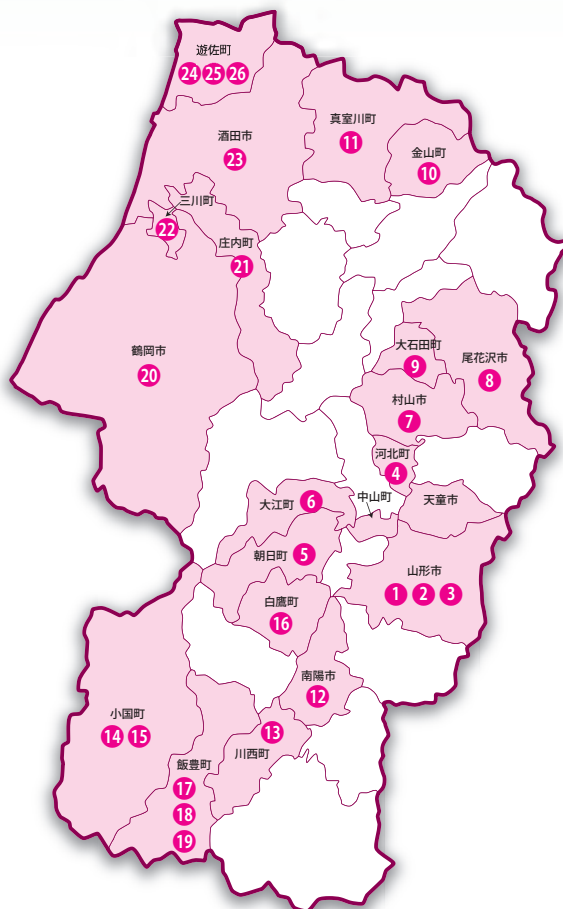 遊佐町
24 25 26
酒田市
23
真室川町
11
金山町
10
三川町
22
庄内町
21
鶴岡市
20
大石田町
9
尾花沢市
8
村山市
7
河北町
4
中山町
天童市
大江町 6
朝日町 5
山形市
1 2 3
白鷹町
16
南陽市
12
小国町
14 15
13
川西町
飯豊町
17
18
19